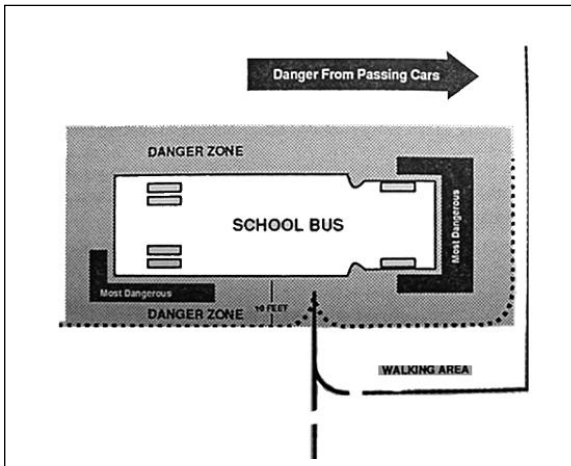 Danger From Passing Cars
DANGER ZONE
SCHOOL BUS
Most Dangerous
Most Dangerous
10 FEET
DANGER ZONE
WALKING AREA